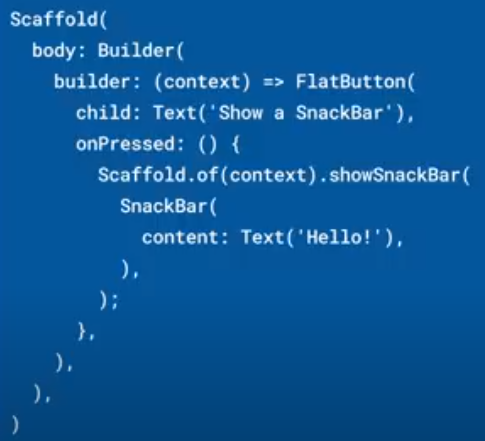 Scaffold(
  body: Builder(
    builder: (context) => FlatButton(
      child: Text('Show a SnackBar'),
      onPressed: () {
        Scaffold.of(context).showSnackBar(
          SnackBar(
            content: Text('Hello!'),
          ),
        );
      },
    ),
  ),
)